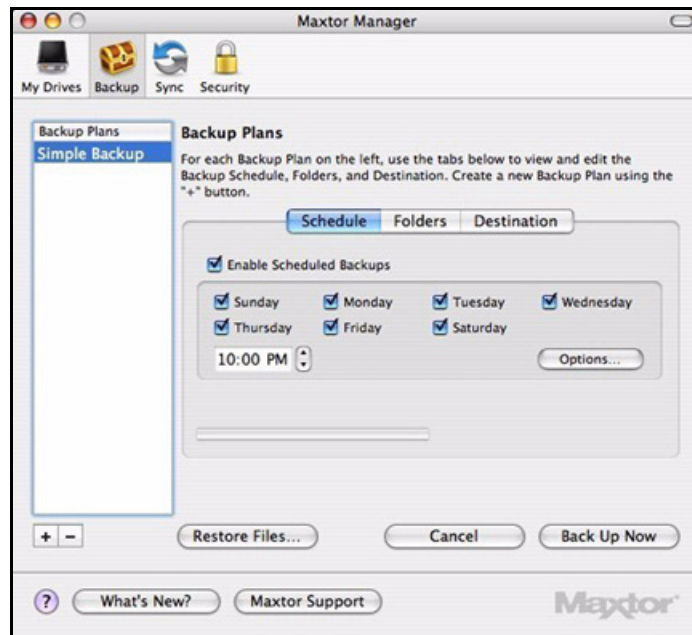 Maxtor Manager
My Drives Backup Sync Security
Backup Plans
Simple Backup
Backup Plans
For each Backup Plan on the left, use the tabs below to view and edit the
Backup Schedule, Folders, and Destination. Create a new Backup Plan using the
"+" button.
Schedule Folders Destination
Enable Scheduled Backups
Sunday Monday Tuesday Wednesday
Thursday Friday Saturday
10:00 PM Options...
+ - Restore Files... Cancel Back Up Now
? What's New? Maxtor Support Maxtor